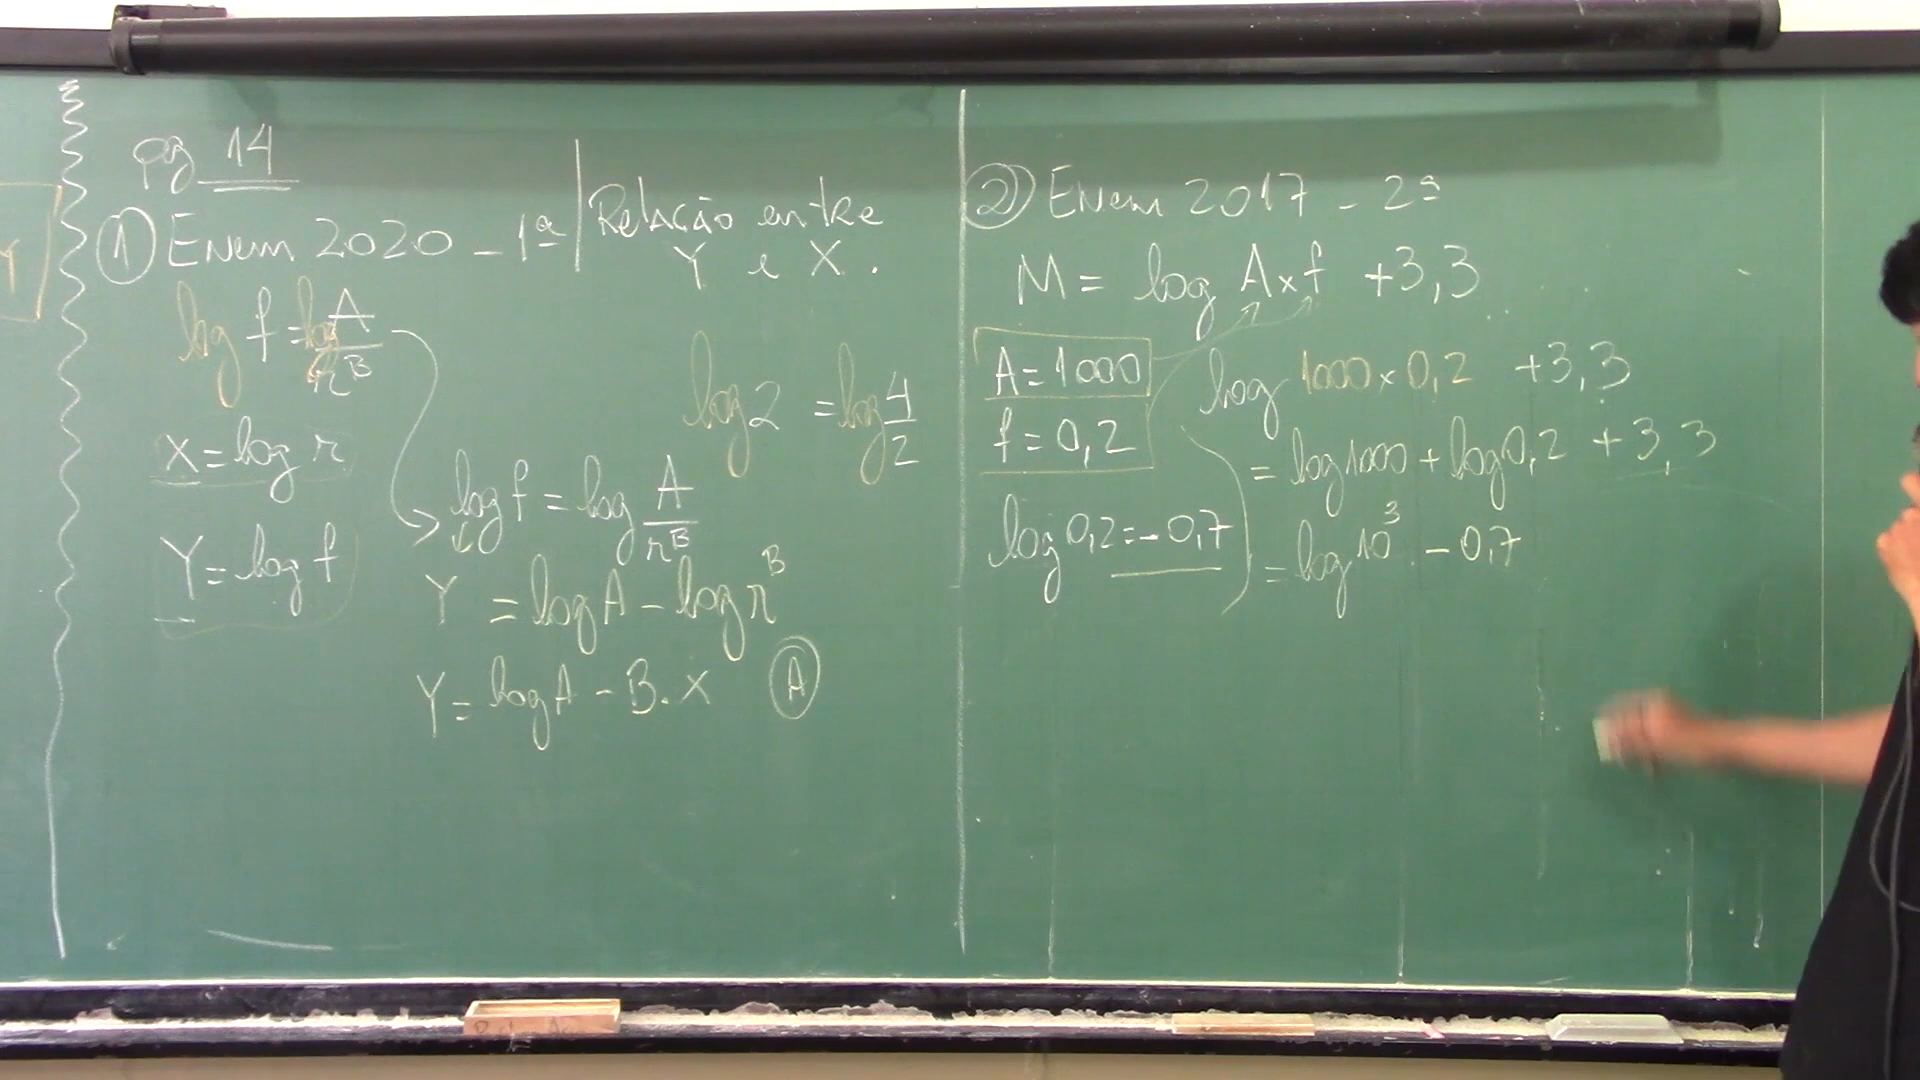 pg 14
① Enem 2020 - 1ª | Relação entre
Y e X.
log f = log A/r^B
log 2 = log 4/2
X = log r
Y = log f
log f = log A/r^B
Y = log A - log r^B
Y = log A - B. X Ⓐ
② Enem 2017 - 2ª
M = log A x f +3,3
A = 1000
f = 0,2
log 0,2 = -0,7
log 1000 x 0,2 +3,3
= log 1000 + log 0,2 + 3,3
= log 10³ - 0,7